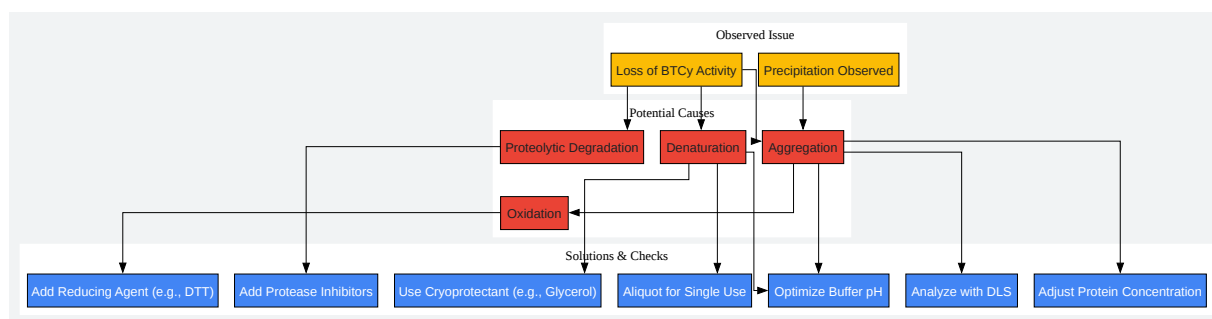 Observed Issue
Loss of BTCy Activity
Precipitation Observed
Potential Causes
Proteolytic Degradation
Denaturation
Aggregation
Oxidation
Solutions & Checks
Add Reducing Agent (e.g., DTT)
Add Protease Inhibitors
Use Cryoprotectant (e.g., Glycerol)
Aliquot for Single Use
Optimize Buffer pH
Analyze with DLS
Adjust Protein Concentration